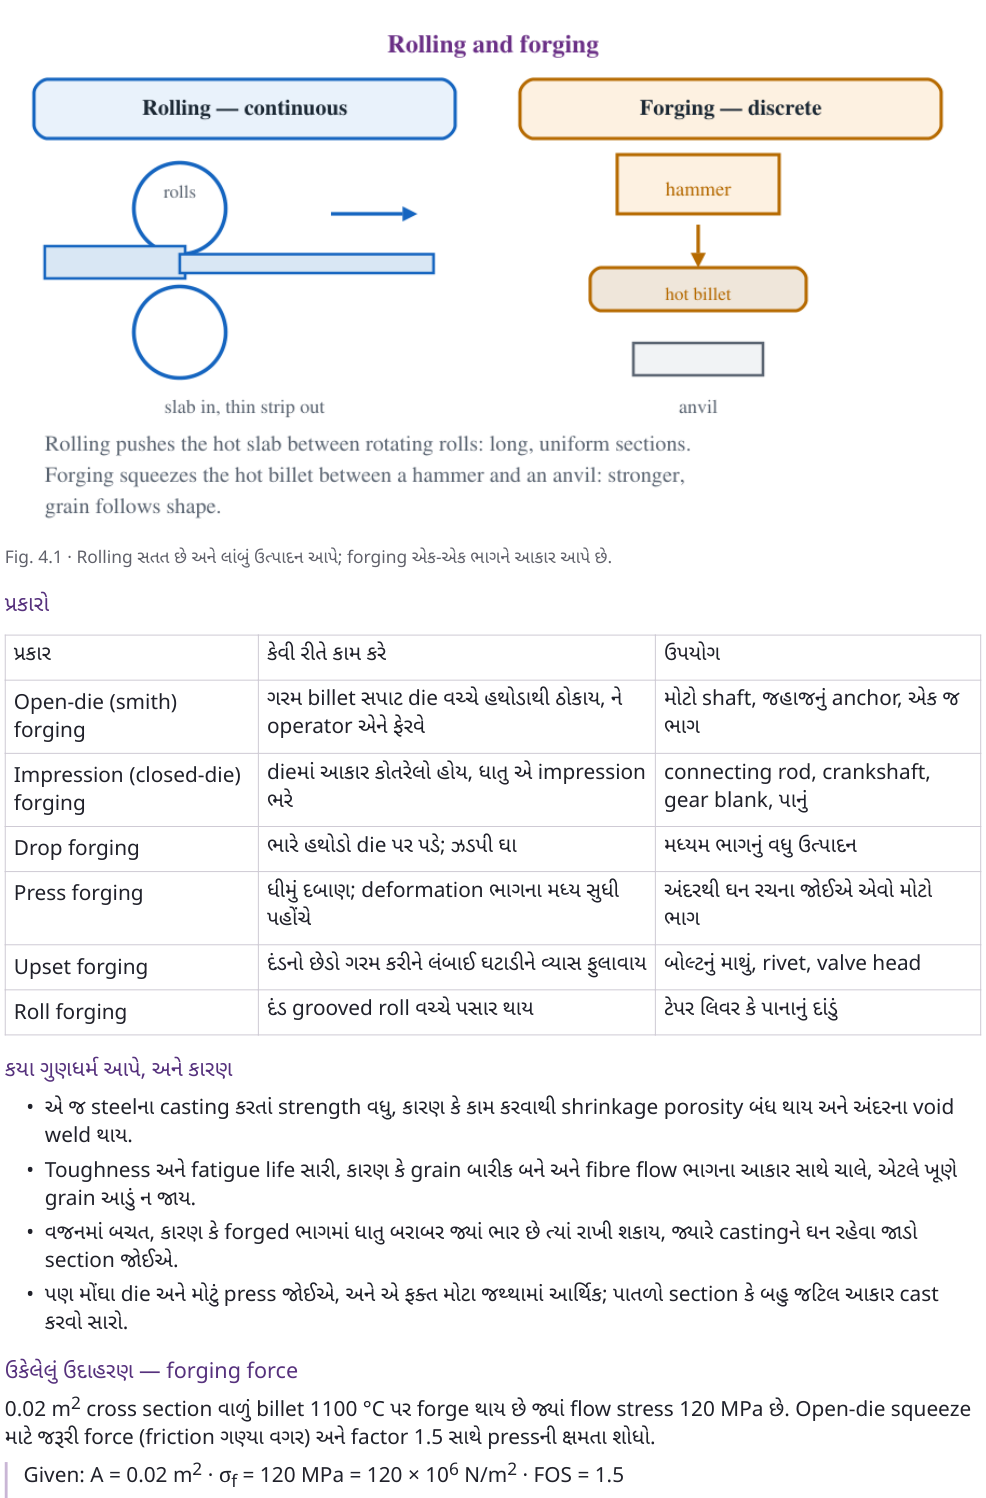 Rolling and forging
Rolling — continuous
Forging — discrete
rolls
hammer
hot billet
slab in, thin strip out
anvil
Rolling pushes the hot slab between rotating rolls: long, uniform sections.
Forging squeezes the hot billet between a hammer and an anvil: stronger,
grain follows shape.
Fig. 4.1 · Rolling સતત છે અને લાંબું ઉત્પાદન આપે; forging એક-એક ભાગને આકાર આપે છે.
પ્રકારો
પ્રકાર કેવી રીતે કામ કરે ઉપયોગ
Open-die (smith) forging ગરમ billet સપાટ die વચ્ચે હથોડાથી ઠોકાય, ને operator એને ફેરવે મોટો shaft, જહાજનું anchor, એક જ ભાગ
Impression (closed-die) forging dieમાં આકાર કોતરેલો હોય, ધાતુ એ impression ભરે connecting rod, crankshaft, gear blank, પાનું
Drop forging ભારે હથોડો die પર પડે; ઝડપી ઘા મધ્યમ ભાગનું વધુ ઉત્પાદન
Press forging ધીમું દબાણ; deformation ભાગના મધ્ય સુધી પહોંચે અંદરથી ઘન રચના જોઈએ એવો મોટો ભાગ
Upset forging દંડનો છેડો ગરમ કરીને લંબાઈ ઘટાડીને વ્યાસ ફુલાવાય બોલ્ટનું માથું, rivet, valve head
Roll forging દંડ grooved roll વચ્ચે પસાર થાય ટેપર લિવર કે પાનાનું દાંડું
કયા ગુણધર્મ આપે, અને કારણ
• એ જ steelના casting કરતાં strength વધુ, કારણ કે કામ કરવાથી shrinkage porosity બંધ થાય અને અંદરના void
weld થાય.
• Toughness અને fatigue life સારી, કારણ કે grain બારીક બને અને fibre flow ભાગના આકાર સાથે ચાલે, એટલે ખૂણે
grain આડું ન જાય.
• વજનમાં બચત, કારણ કે forged ભાગમાં ધાતુ બરાબર જ્યાં ભાર છે ત્યાં રાખી શકાય, જ્યારે castingને ઘન રહેવા જાડો
section જોઈએ.
• પણ મોંઘા die અને મોટું press જોઈએ, અને એ ફક્ત મોટા જથ્થામાં આર્થિક; પાતળો section કે બહુ જટિલ આકાર cast
કરવો સારો.
ઉકેલેલું ઉદાહરણ — forging force
0.02 m² cross section વાળું billet 1100 °C પર forge થાય છે જ્યાં flow stress 120 MPa છે. Open-die squeeze
માટે જરૂરી force (friction ગણ્યા વગર) અને factor 1.5 સાથે pressની ક્ષમતા શોધો.
Given: A = 0.02 m² · σf = 120 MPa = 120 × 10⁶ N/m² · FOS = 1.5